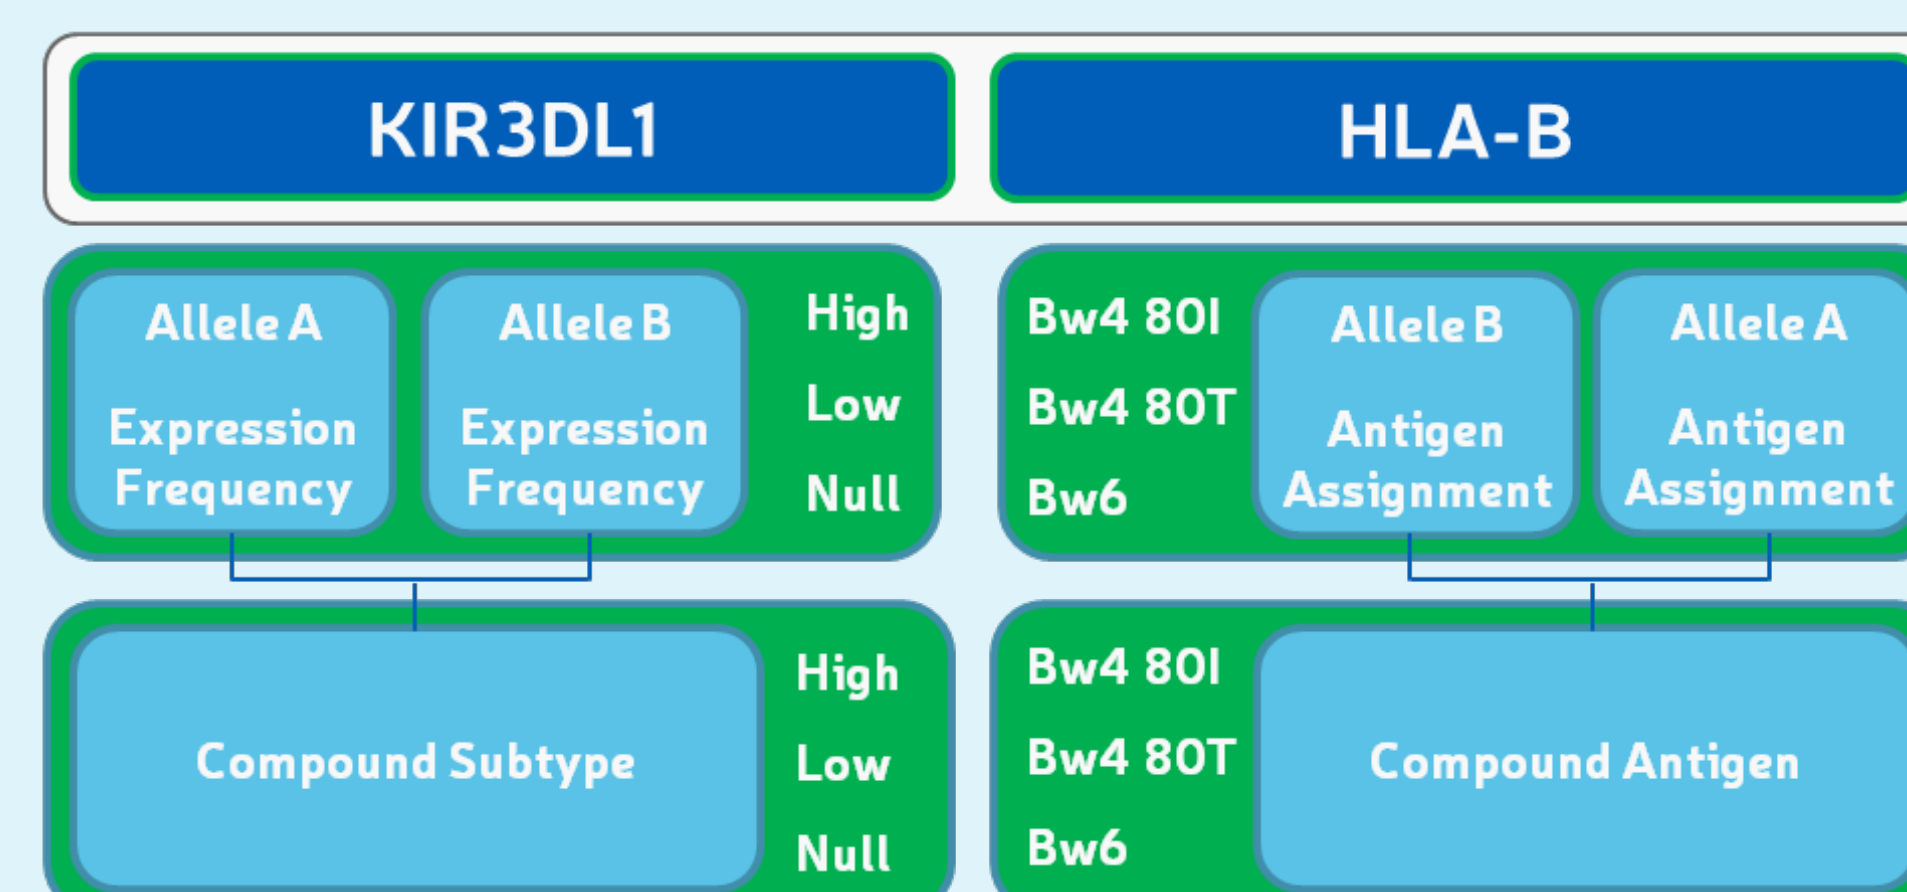 KIR3DL1
HLA-B
Allele A
Expression
Frequency
Allele B
Expression
Frequency
High
Low
Null
Bw4 80I
Bw4 80T
Bw6
Allele B
Antigen
Assignment
Allele A
Antigen
Assignment
Compound Subtype
High
Low
Null
Bw4 80I
Bw4 80T
Bw6
Compound Antigen